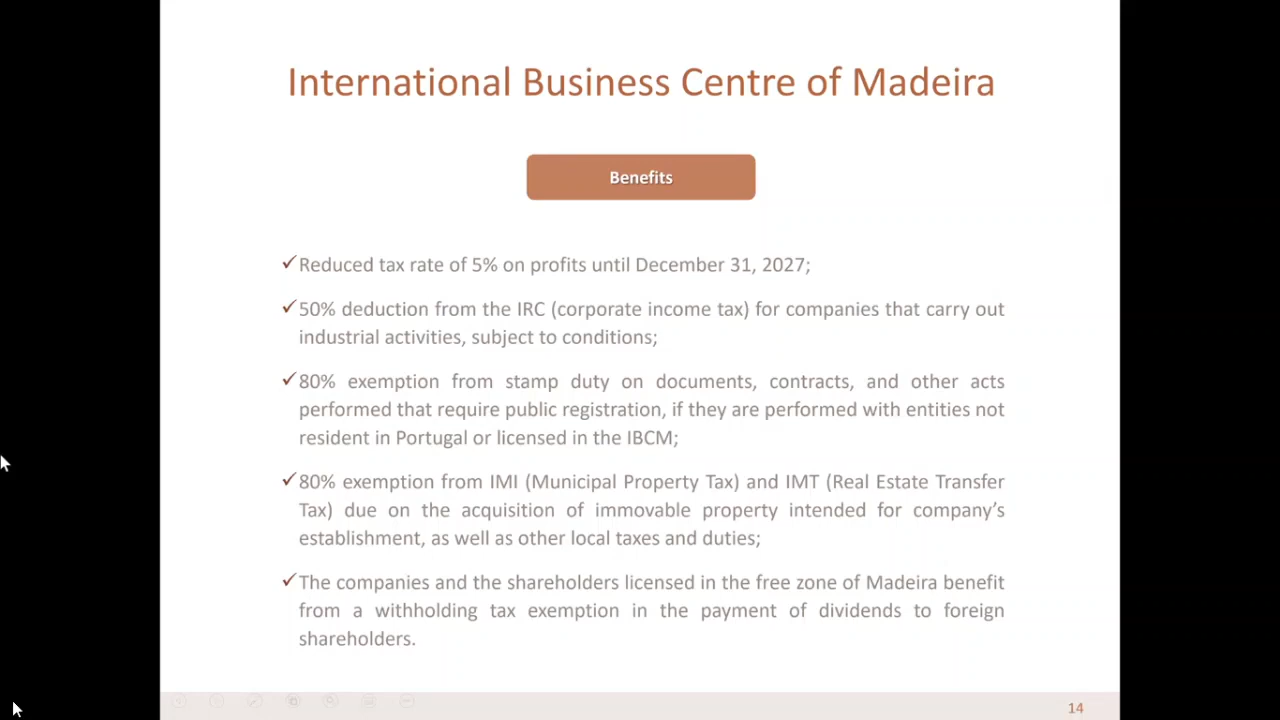 International Business Centre of Madeira
Benefits
✓Reduced tax rate of 5% on profits until December 31, 2027;
✓50% deduction from the IRC (corporate income tax) for companies that carry out
industrial activities, subject to conditions;
✓80% exemption from stamp duty on documents, contracts, and other acts
performed that require public registration, if they are performed with entities not
resident in Portugal or licensed in the IBCM;
✓80% exemption from IMI (Municipal Property Tax) and IMT (Real Estate Transfer
Tax) due on the acquisition of immovable property intended for company’s
establishment, as well as other local taxes and duties;
✓The companies and the shareholders licensed in the free zone of Madeira benefit
from a withholding tax exemption in the payment of dividends to foreign
shareholders.
14